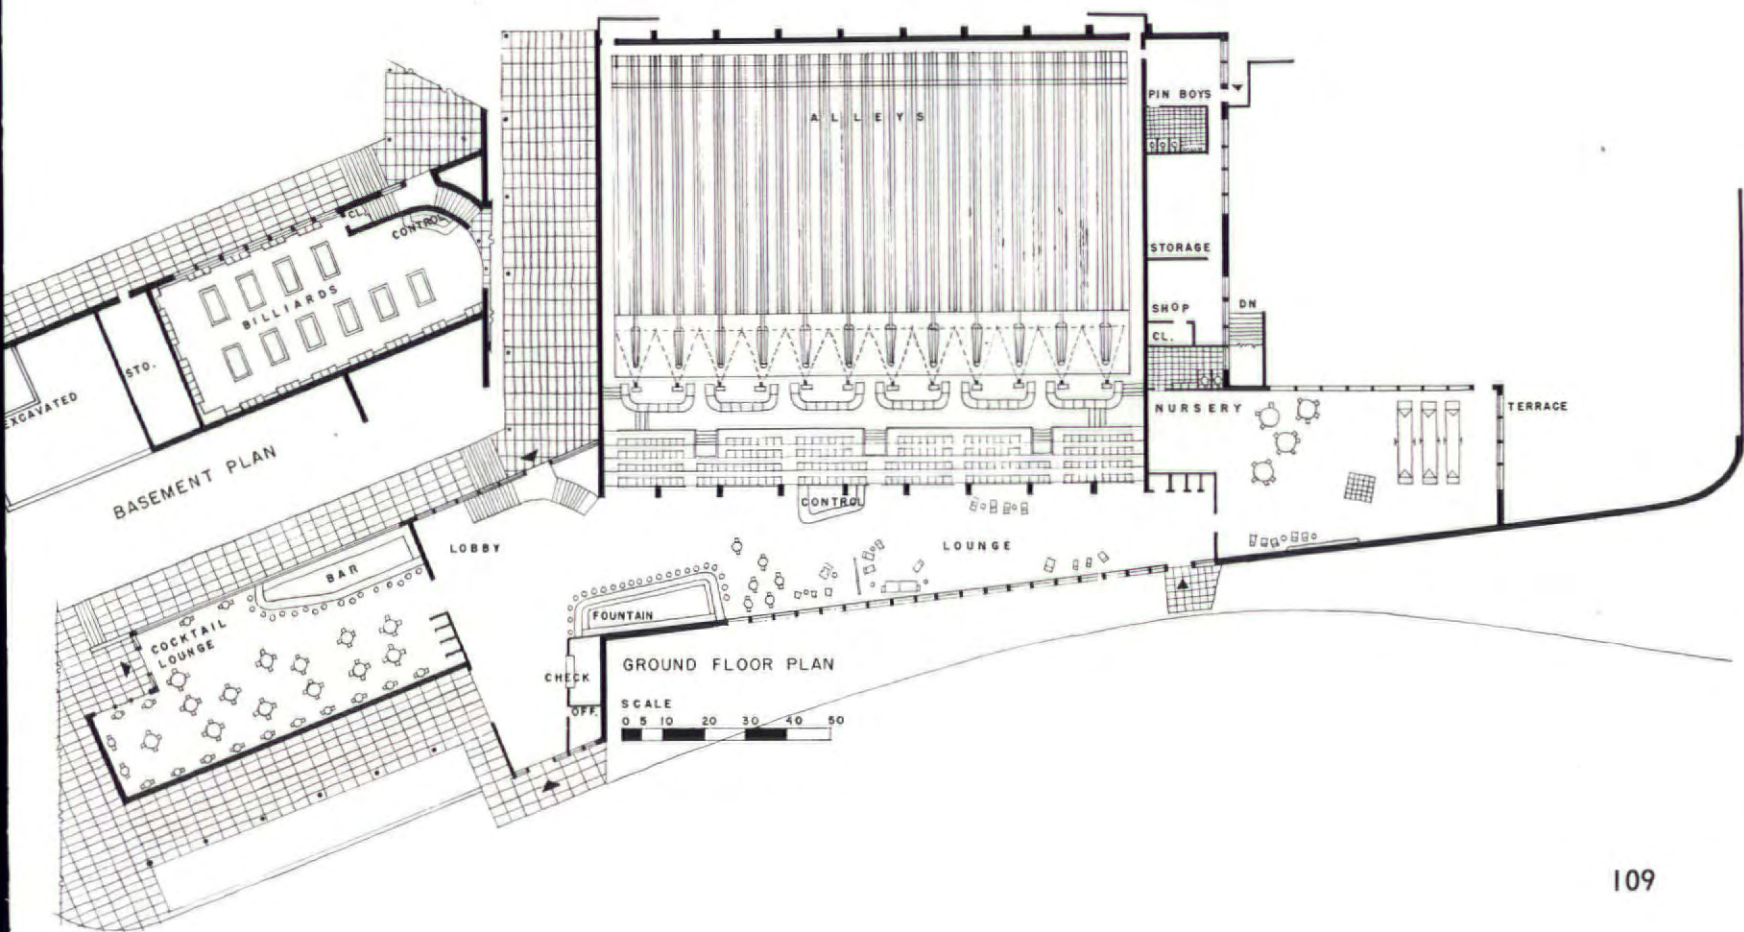 PIN BOYS
ALLEYS
CL.
CONTROL
STORAGE
BILLIARDS
SHOP
DN
CL.
STO.
EXCAVATED
NURSERY
TERRACE
BASEMENT PLAN
CONTROL
LOBBY
LOUNGE
BAR
FOUNTAIN
COCKTAIL
LOUNGE
GROUND FLOOR PLAN
CHECK
OFF.
SCALE
0 5 10 20 30 40 50
109